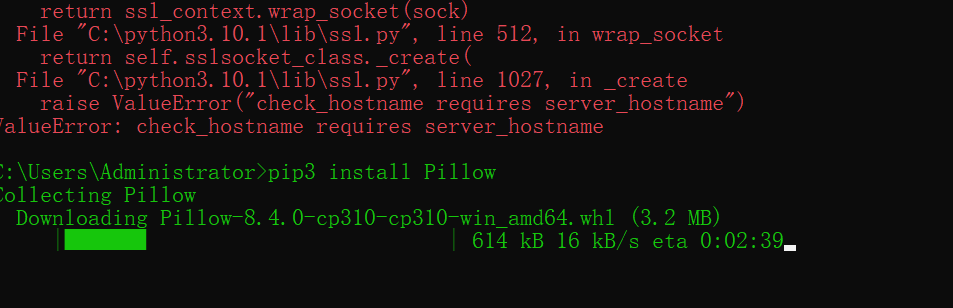 return ssl_context.wrap_socket(sock)
File "C:\python3.10.1\lib\ssl.py", line 512, in wrap_socket
return self.sslsocket_class._create(
File "C:\python3.10.1\lib\ssl.py", line 1027, in _create
raise ValueError("check_hostname requires server_hostname")
ValueError: check_hostname requires server_hostname
C:\Users\Administrator>pip3 install Pillow
Collecting Pillow
Downloading Pillow-8.4.0-cp310-cp310-win_amd64.whl (3.2 MB)
|██████ | 614 kB 16 kB/s eta 0:02:39